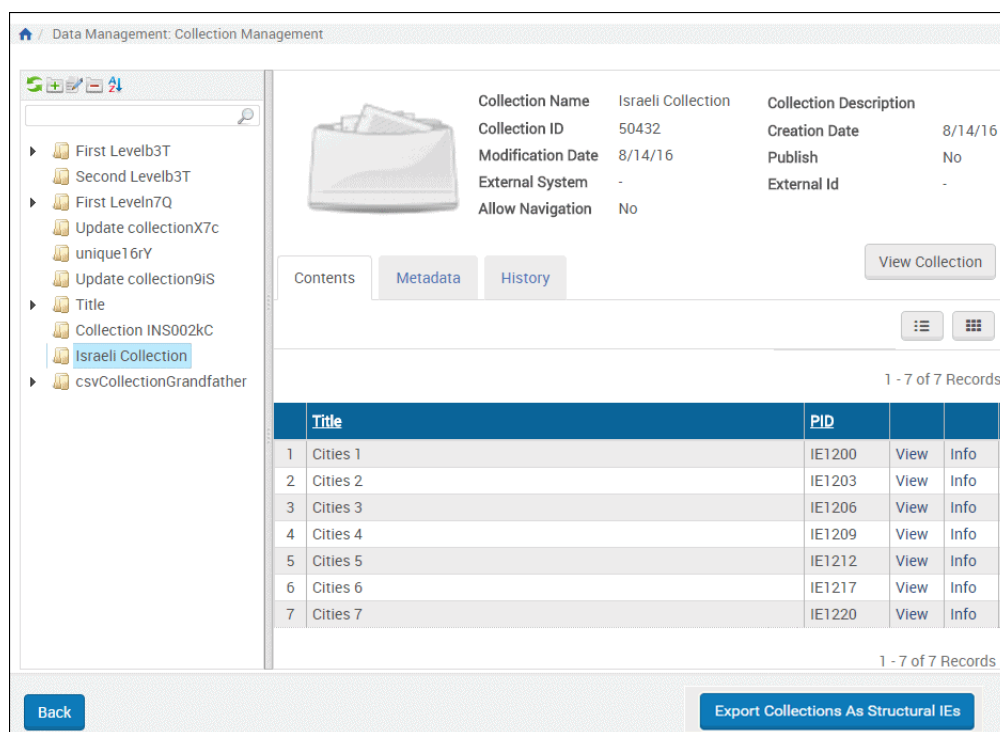 / Data Management: Collection Management
First Levelb3T
Second Levelb3T
First Leveln7Q
Update collectionX7c
unique16rY
Update collection9iS
Title
Collection INS002kC
Israeli Collection
csvCollectionGrandfather
Collection Name Israeli Collection Collection Description
Collection ID 50432 Creation Date 8/14/16
Modification Date 8/14/16 Publish No
External System - External Id -
Allow Navigation No
View Collection
Contents Metadata History
1 - 7 of 7 Records
Title PID
1 Cities 1 IE1200 View Info
2 Cities 2 IE1203 View Info
3 Cities 3 IE1206 View Info
4 Cities 4 IE1209 View Info
5 Cities 5 IE1212 View Info
6 Cities 6 IE1217 View Info
7 Cities 7 IE1220 View Info
1 - 7 of 7 Records
Back Export Collections As Structural IEs